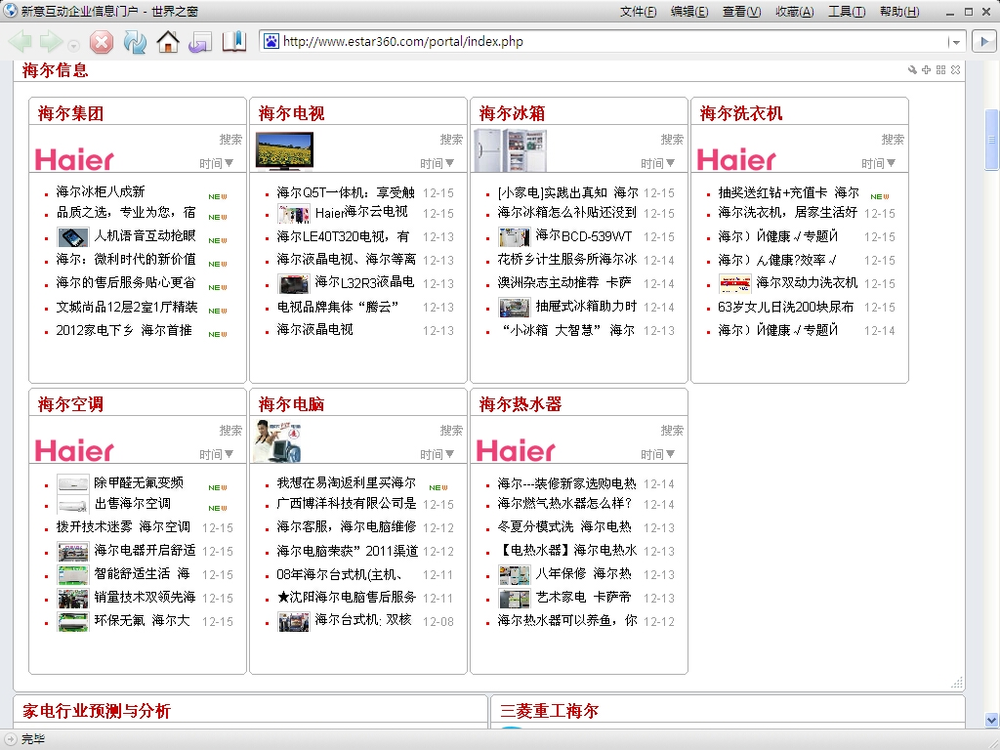 新意互动企业信息门户 - 世界之窗
文件(F) 编辑(E) 查看(V) 收藏(A) 工具(T) 帮助(H)
http://www.estar360.com/portal/index.php
海尔信息
海尔集团
搜索
Haier
时间▼
海尔冰柜八成新 NEW
品质之选，专业为您，宿 NEW
人机语音互动抢眼 NEW
海尔：微利时代的新价值 NEW
海尔的售后服务贴心更省 NEW
文城尚品12层2室1厅精装 NEW
2012家电下乡 海尔首推 NEW
海尔电视
搜索
时间▼
海尔Q5T一体机：享受触 12-15
Haier海尔云电视 12-15
海尔LE40T320电视，有 12-13
海尔液晶电视、海尔等离 12-13
海尔L32R3液晶电 12-13
电视品牌集体“腾云” 12-13
海尔液晶电视 12-13
海尔冰箱
搜索
时间▼
[小家电]实践出真知 海尔 12-15
海尔冰箱怎么补贴还没到 12-15
海尔BCD-539WT 12-15
花桥乡计生服务所海尔冰 12-14
澳洲杂志主动推荐 卡萨 12-14
抽屉式冰箱助力时 12-14
“小冰箱 大智慧” 海尔 12-13
海尔洗衣机
搜索
Haier
时间▼
抽奖送红钻+充值卡 海尔 NEW
海尔洗衣机，居家生活好 12-15
海尔）Й健康√专题Й 12-15
海尔）ん健康?效率√ 12-15
海尔双动力洗衣机 12-15
63岁女儿日洗200块尿布 12-15
海尔）Й健康√专题Й 12-14
海尔空调
搜索
Haier
时间▼
除甲醛无氟变频 NEW
出售海尔空调 NEW
拨开技术迷雾 海尔空调 12-15
海尔电器开启舒适 12-15
智能舒适生活 海 12-15
销量技术双领先海 12-15
环保无氟 海尔大 12-15
海尔电脑
搜索
时间▼
我想在易淘返利里买海尔 NEW
广西博洋科技有限公司是 12-15
海尔客服，海尔电脑维修 12-12
海尔电脑荣获”2011渠道 12-12
08年海尔台式机(主机、 12-11
★沈阳海尔电脑售后服务 12-11
海尔台式机; 双核 12-08
海尔热水器
搜索
Haier
时间▼
海尔---装修新家选购电热 12-14
海尔燃气热水器怎么样? 12-14
冬夏分模式洗 海尔电热 12-13
【电热水器】海尔电热水 12-13
八年保修 海尔热 12-13
艺术家电 卡萨帝 12-13
海尔热水器可以养鱼，你 12-12
家电行业预测与分析
三菱重工海尔
完毕